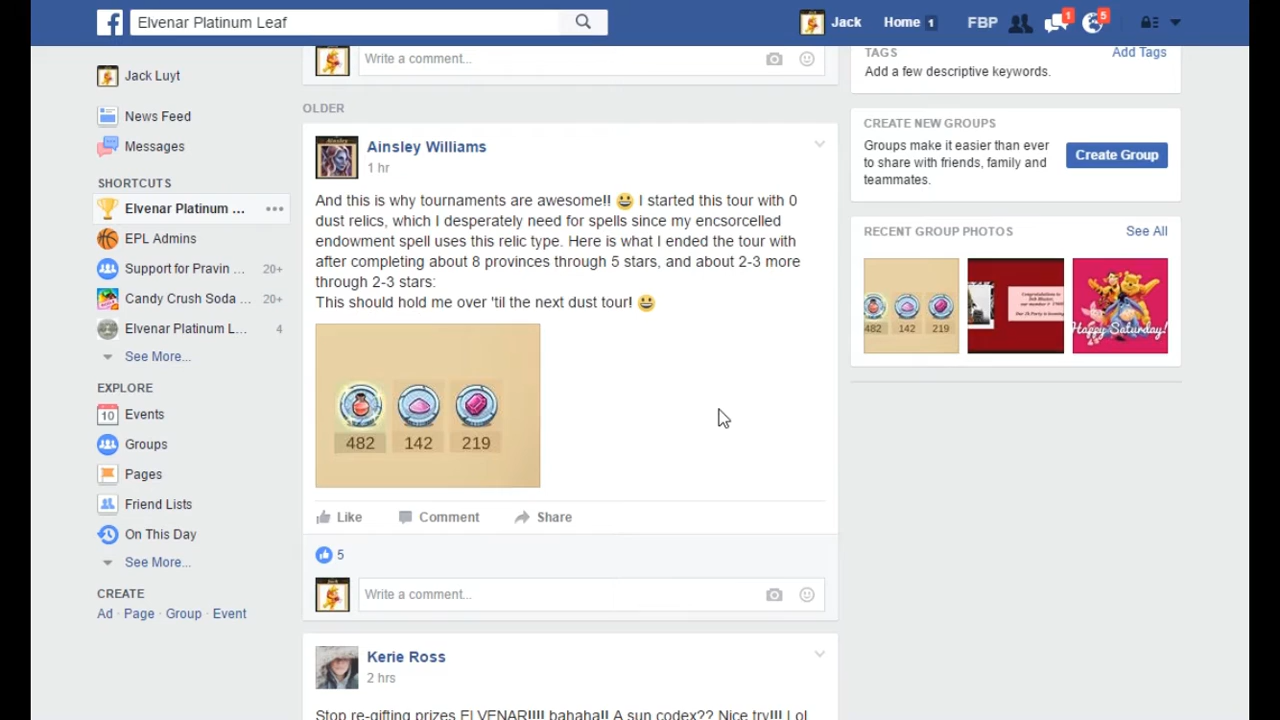 Elvenar Platinum Leaf
Jack
Home 1
FBP
1
5
Jack Luyt
News Feed
Messages
SHORTCUTS
Elvenar Platinum ...
EPL Admins
Support for Pravin ... 20+
Candy Crush Soda ... 20+
Elvenar Platinum L... 4
See More...
EXPLORE
10 Events
Groups
Pages
Friend Lists
On This Day
See More...
CREATE
Ad · Page · Group · Event
Write a comment...
OLDER
Ainsley Williams
1 hr
And this is why tournaments are awesome!! 😀 I started this tour with 0
dust relics, which I desperately need for spells since my encsorcelled
endowment spell uses this relic type. Here is what I ended the tour with
after completing about 8 provinces through 5 stars, and about 2-3 more
through 2-3 stars:
This should hold me over 'til the next dust tour! 😀
482 142 219
Like Comment Share
5
Write a comment...
Kerie Ross
2 hrs
Stop re-gifting prizes ELVENAR!!!! bahaha!! A sun codex?? Nice try!!! Lol
TAGS
Add Tags
Add a few descriptive keywords.
CREATE NEW GROUPS
Groups make it easier than ever
to share with friends, family and
teammates.
Create Group
RECENT GROUP PHOTOS
See All
482 142 219
Happy Saturday!